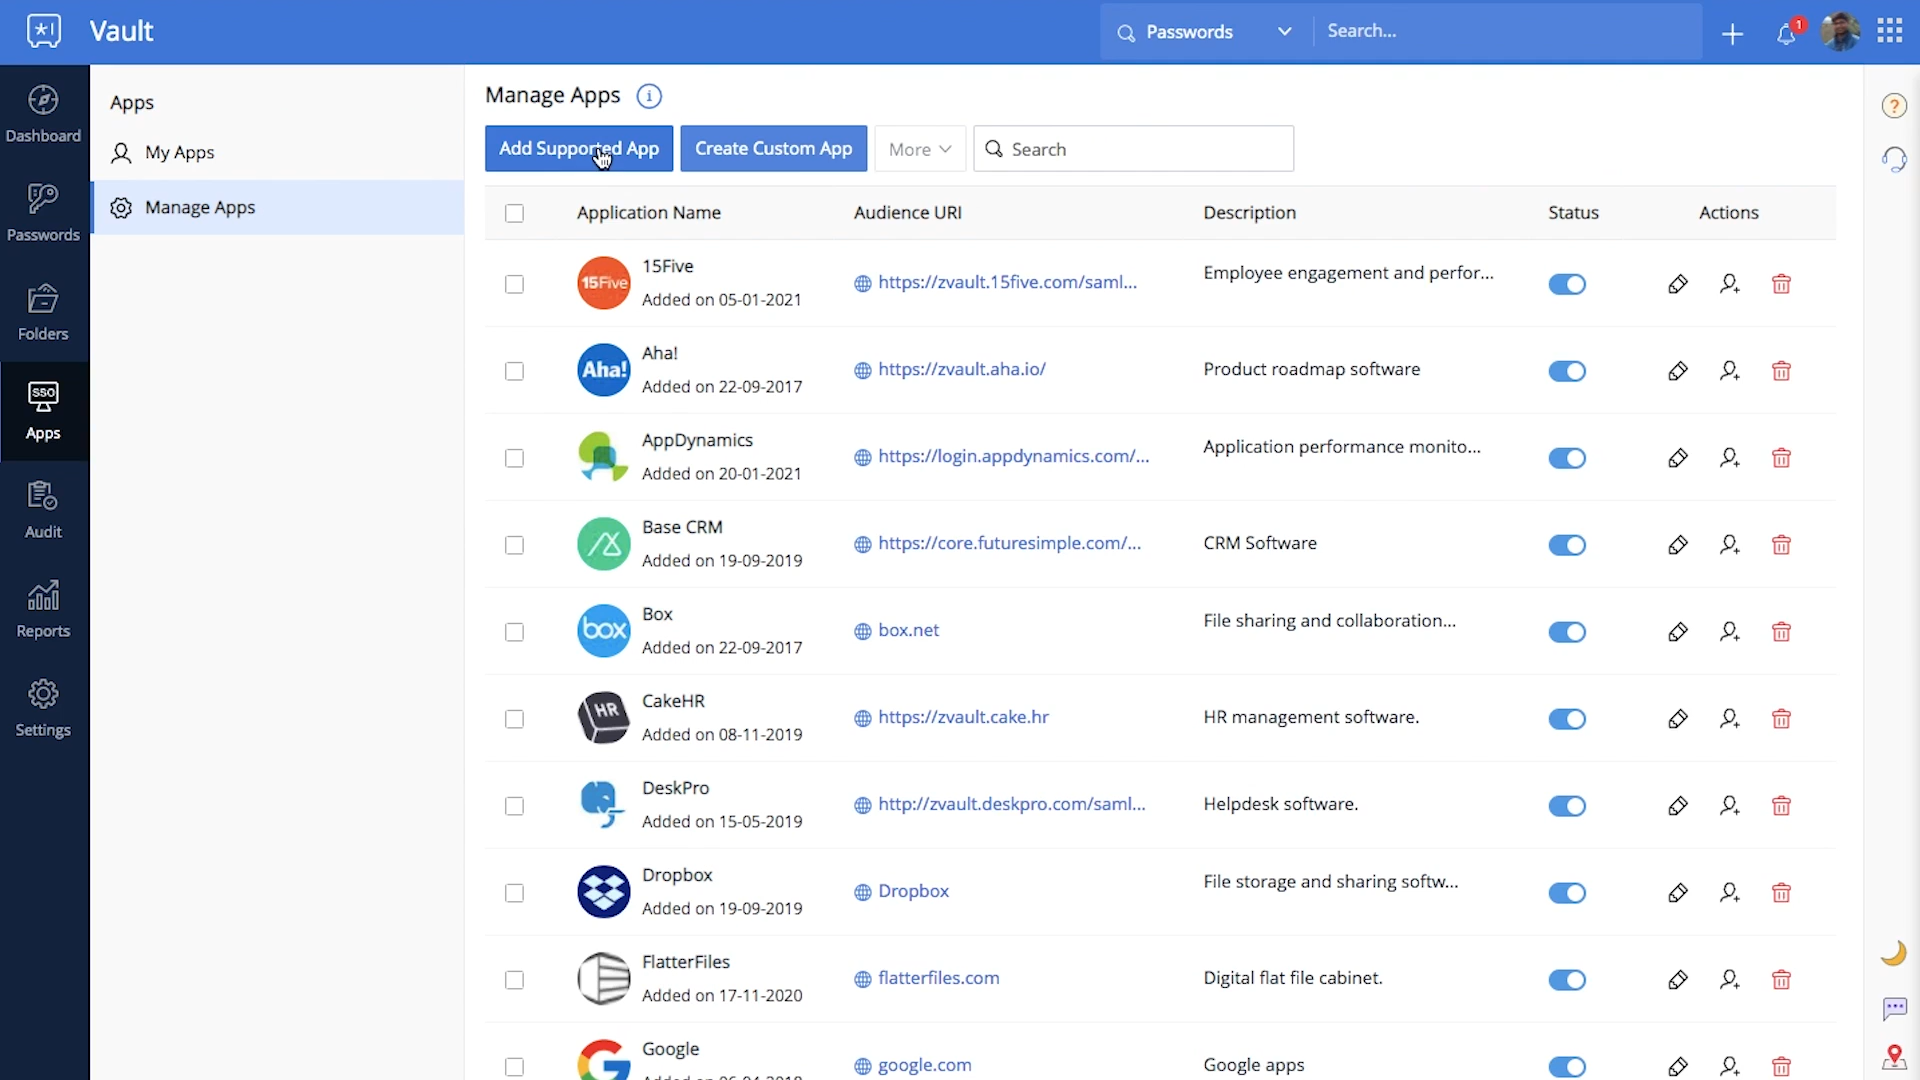 Vault
Passwords
Search...
1
Dashboard
Passwords
Folders
SSO
Apps
Audit
Reports
Settings
Apps
My Apps
Manage Apps
Manage Apps
Add Supported App
Create Custom App
More
Search
Application Name Audience URI Description Status Actions
15Five
15Five
Added on 05-01-2021
https://zvault.15five.com/saml...
Employee engagement and perfor...
Aha!
Aha!
Added on 22-09-2017
https://zvault.aha.io/
Product roadmap software
AppDynamics
Added on 20-01-2021
https://login.appdynamics.com/...
Application performance monito...
Base CRM
Added on 19-09-2019
https://core.futuresimple.com/...
CRM Software
box
Box
Added on 22-09-2017
box.net
File sharing and collaboration...
HR
CakeHR
Added on 08-11-2019
https://zvault.cake.hr
HR management software.
DeskPro
Added on 15-05-2019
http://zvault.deskpro.com/saml...
Helpdesk software.
Dropbox
Added on 19-09-2019
Dropbox
File storage and sharing softw...
FlatterFiles
Added on 17-11-2020
flatterfiles.com
Digital flat file cabinet.
Google
google.com
Google apps